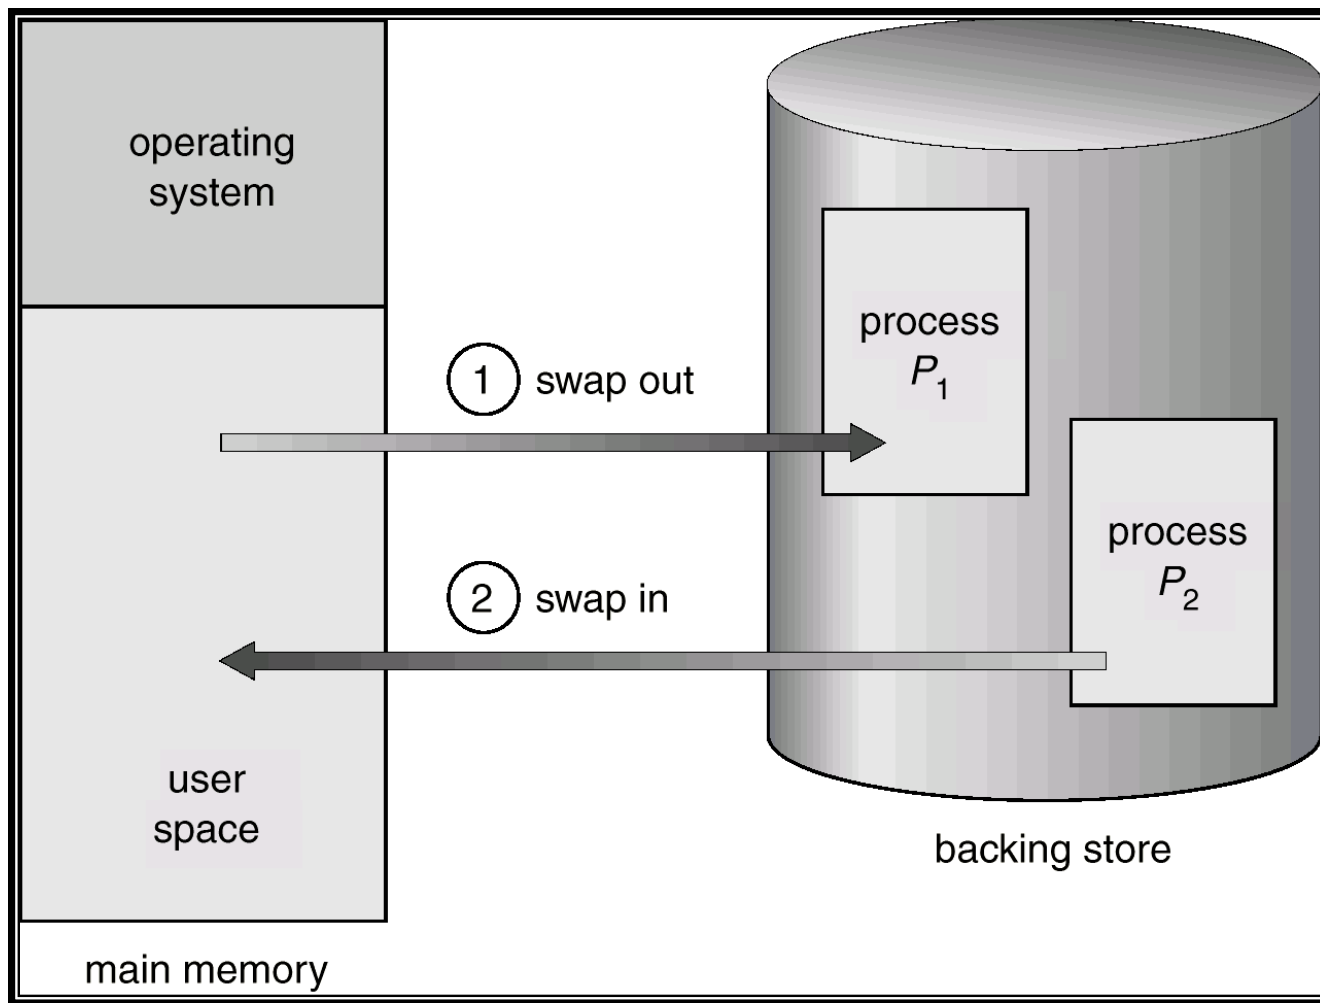 operating
system
1 swap out
process
P1
2 swap in
process
P2
user
space
backing store
main memory